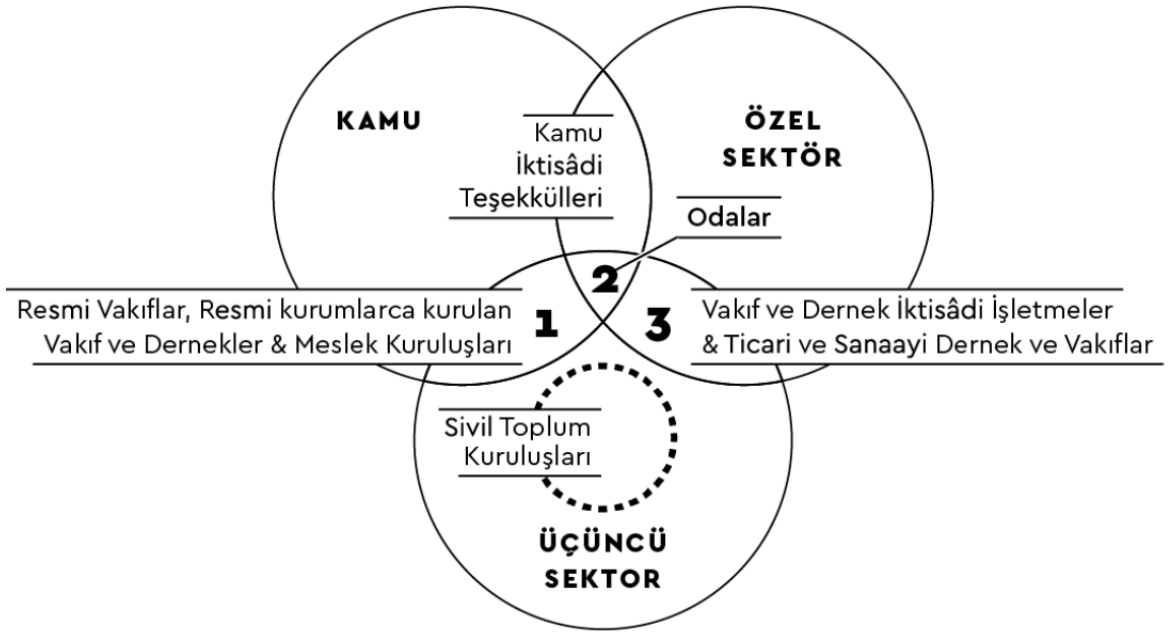 KAMU
ÖZEL
SEKTÖR
Kamu
İktisâdi
Teşekkülleri
Odalar
2
Resmi Vakıflar, Resmi kurumlarca kurulan
Vakıf ve Dernekler & Meslek Kuruluşları
1
3
Vakıf ve Dernek İktisâdi İşletmeler
& Ticari ve Sanaayi Dernek ve Vakıflar
Sivil Toplum
Kuruluşları
ÜÇÜNCÜ
SEKTOR